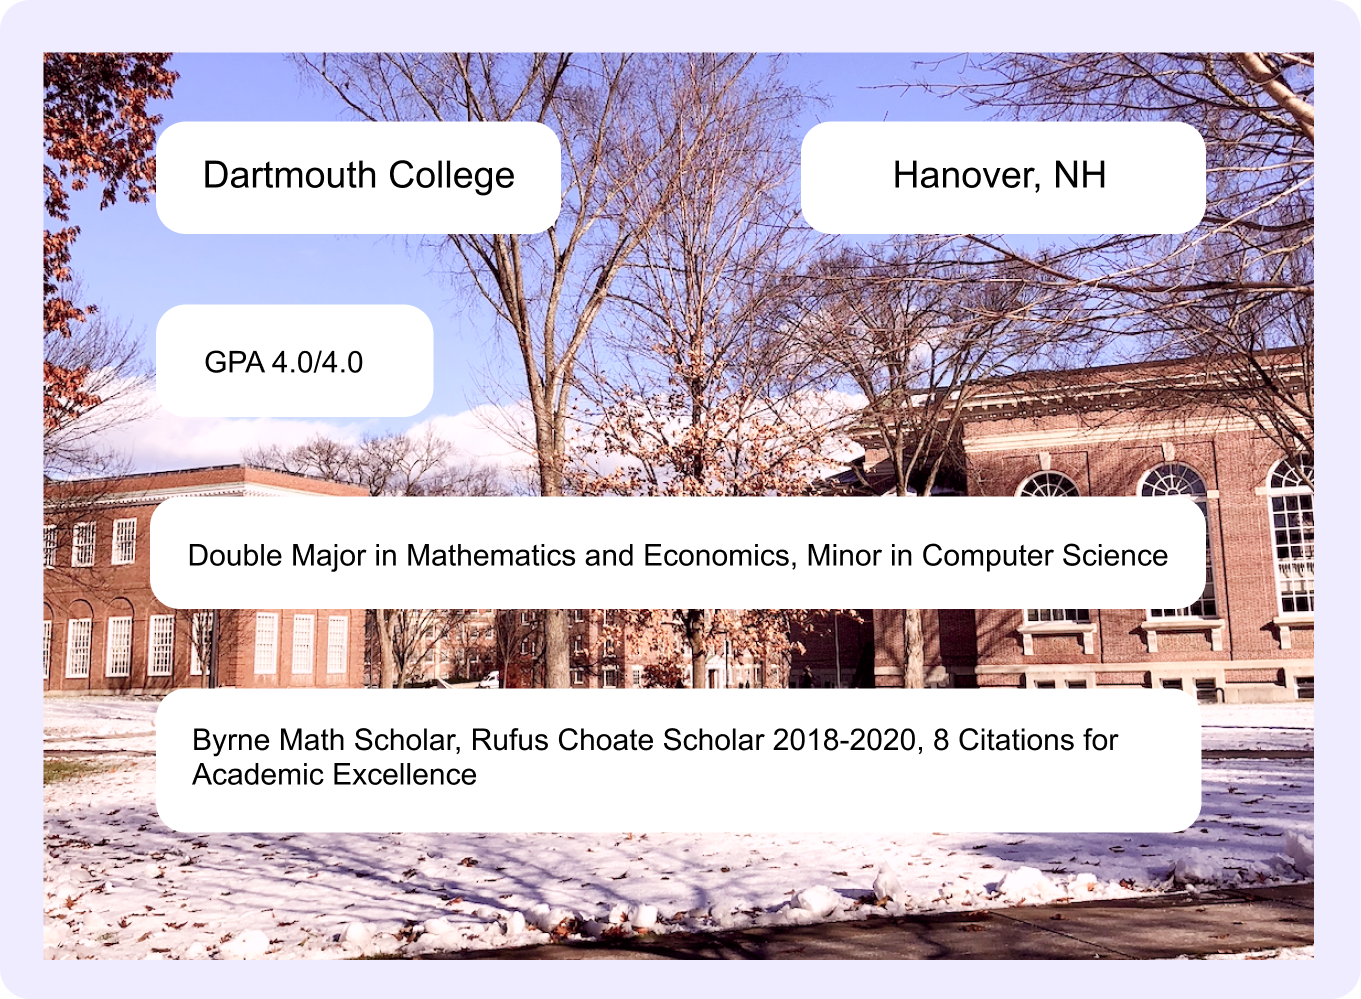 Dartmouth College
Hanover, NH
GPA 4.0/4.0
Double Major in Mathematics and Economics, Minor in Computer Science
Byrne Math Scholar, Rufus Choate Scholar 2018-2020, 8 Citations for
Academic Excellence